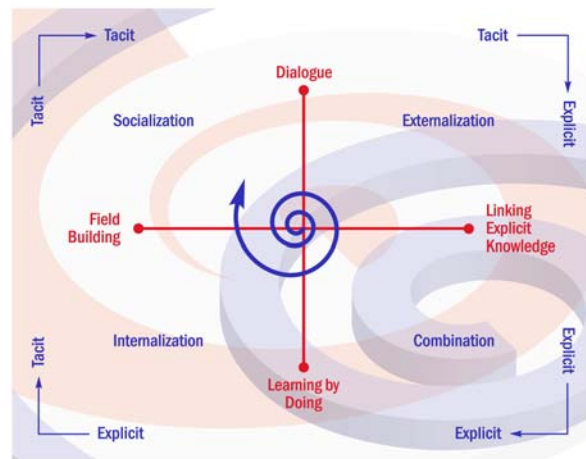 Tacit
Tacit
Tacit
Explicit
Dialogue
Socialization
Externalization
Field
Building
Linking
Explicit
Knowledge
Internalization
Combination
Learning by
Doing
Tacit
Explicit
Explicit
Explicit